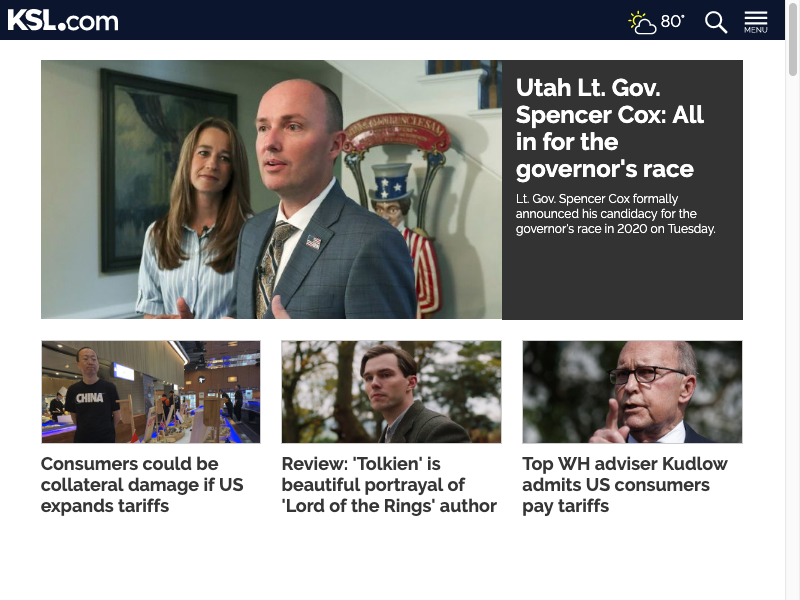 KSL.com
80°
MENU
Utah Lt. Gov.
Spencer Cox: All
in for the
governor's race
Lt. Gov. Spencer Cox formally
announced his candidacy for the
governor's race in 2020 on Tuesday.
CHINA
Consumers could be
collateral damage if US
expands tariffs
Review: 'Tolkien' is
beautiful portrayal of
'Lord of the Rings' author
Top WH adviser Kudlow
admits US consumers
pay tariffs